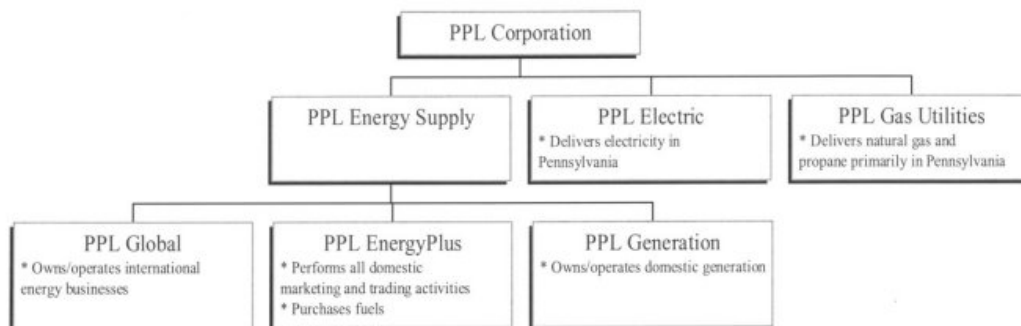 PPL Corporation
PPL Energy Supply
PPL Electric
* Delivers electricity in
Pennsylvania
PPL Gas Utilities
* Delivers natural gas and
propane primarily in Pennsylvania
PPL Global
* Owns/operates international
energy businesses
PPL EnergyPlus
* Performs all domestic
marketing and trading activities
* Purchases fuels
PPL Generation
* Owns/operates domestic generation